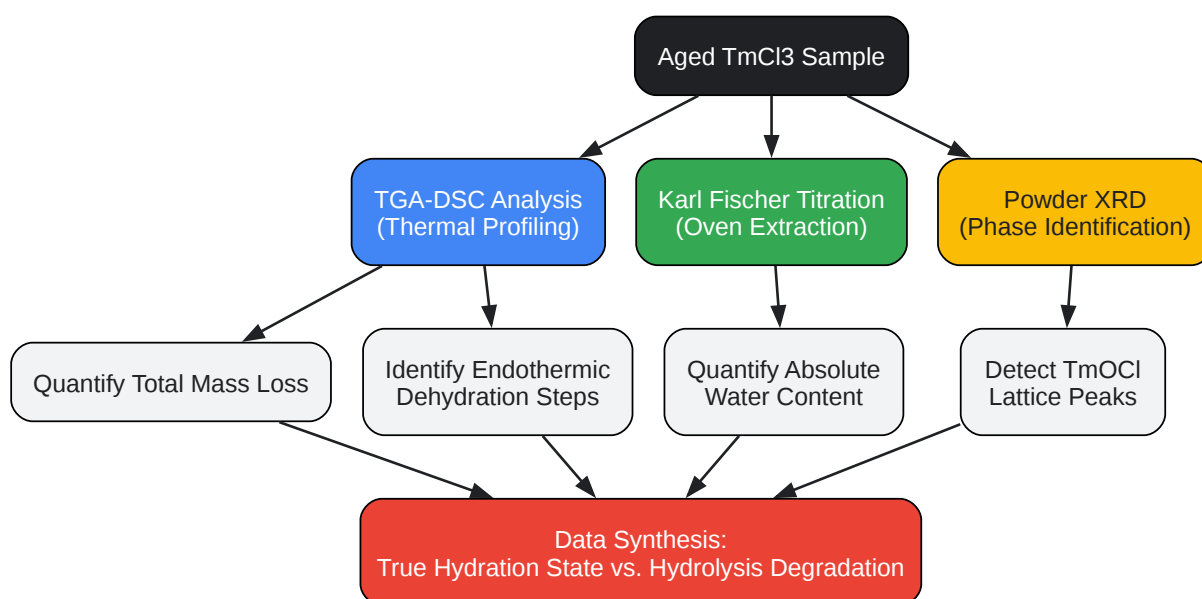 Aged TmCl3 Sample
TGA-DSC Analysis
(Thermal Profiling)
Karl Fischer Titration
(Oven Extraction)
Powder XRD
(Phase Identification)
Quantify Total Mass Loss
Identify Endothermic
Dehydration Steps
Quantify Absolute
Water Content
Detect TmOCl
Lattice Peaks
Data Synthesis:
True Hydration State vs. Hydrolysis Degradation